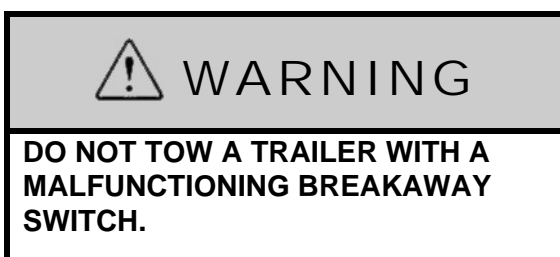 WARNING
DO NOT TOW A TRAILER WITH A
MALFUNCTIONING BREAKAWAY
SWITCH.